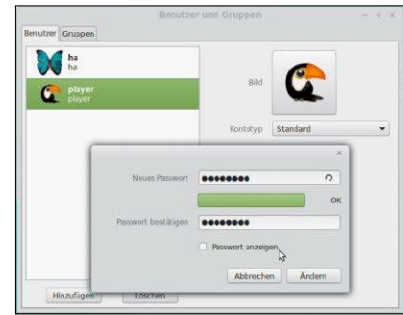 Benutzer und Gruppen
Benutzer Gruppen
ha
ha
player
player
Bild
Kontotyp Standard
Neues Passwort
OK
Passwort bestätigen
Passwort anzeigen
Abbrechen Ändern
Hinzufügen Löschen